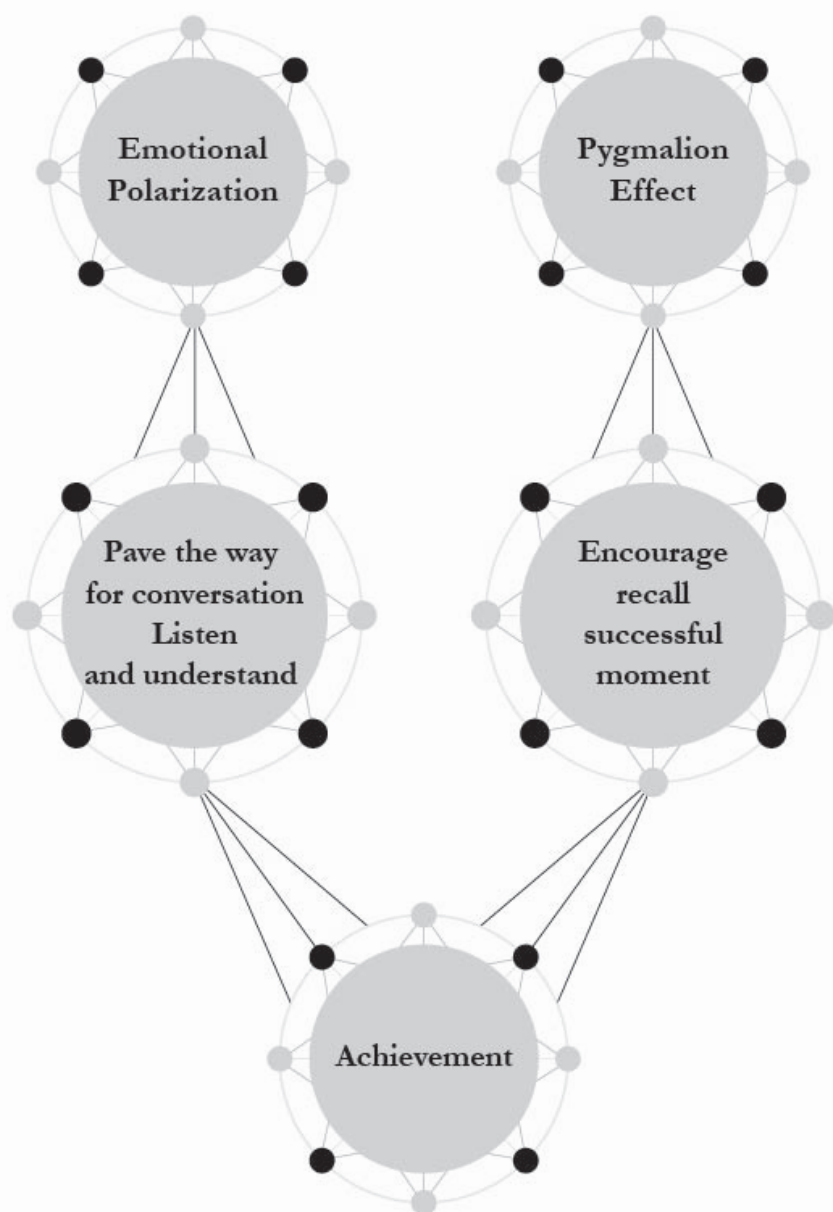 Emotional
Polarization
Pygmalion
Effect
Pave the way
for conversation
Listen
and understand
Encourage
recall
successful
moment
Achievement